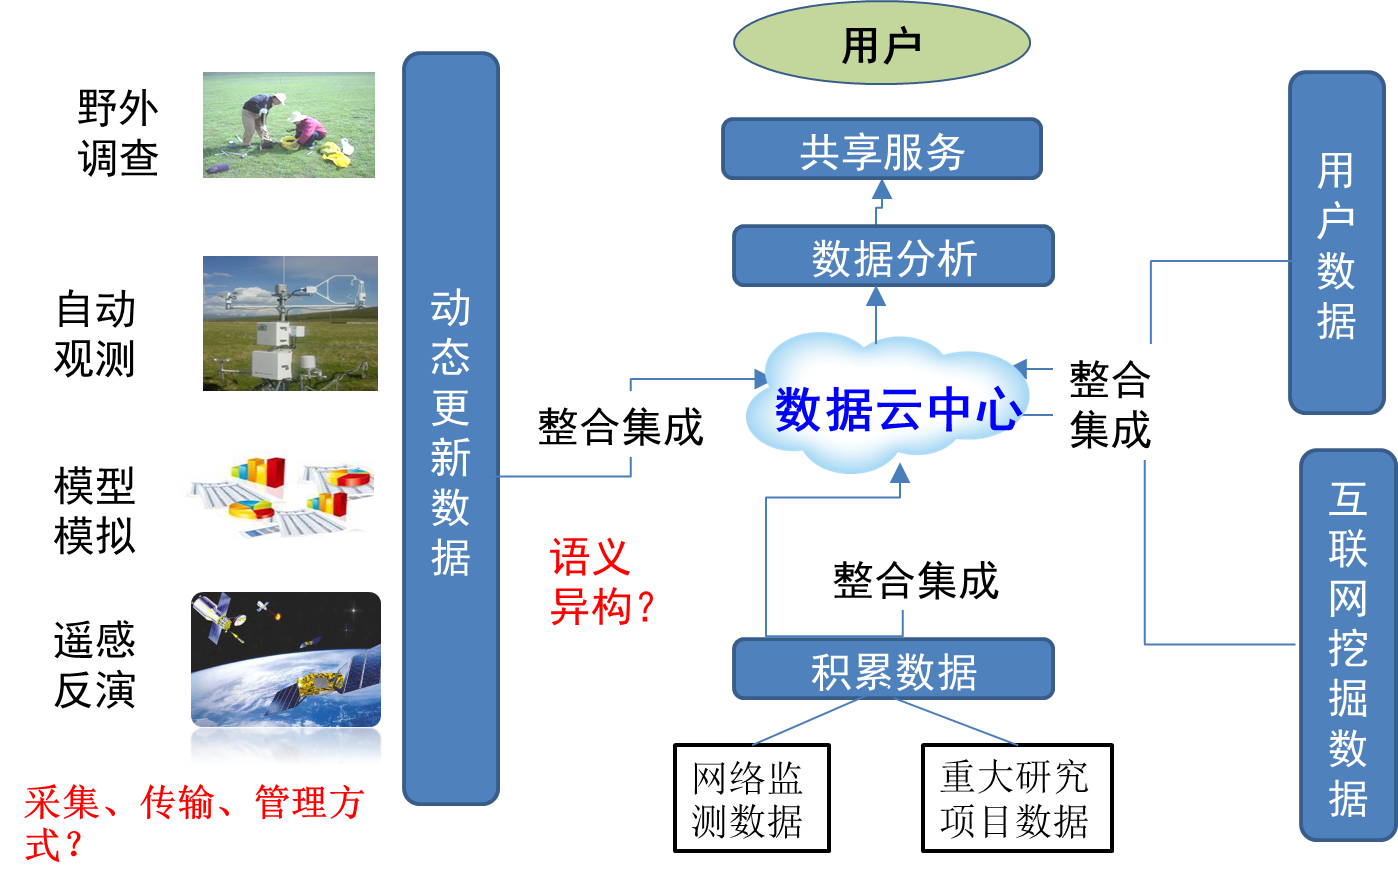 用户
共享服务
数据分析
数据云中心
野外
调查
自动
观测
模型
模拟
遥感
反演
采集、传输、管理方
式？
动态更新数据
整合集成
语义
异构？
整合集成
积累数据
网络监
测数据
重大研究
项目数据
整合
集成
用户数据
互联网挖掘数据